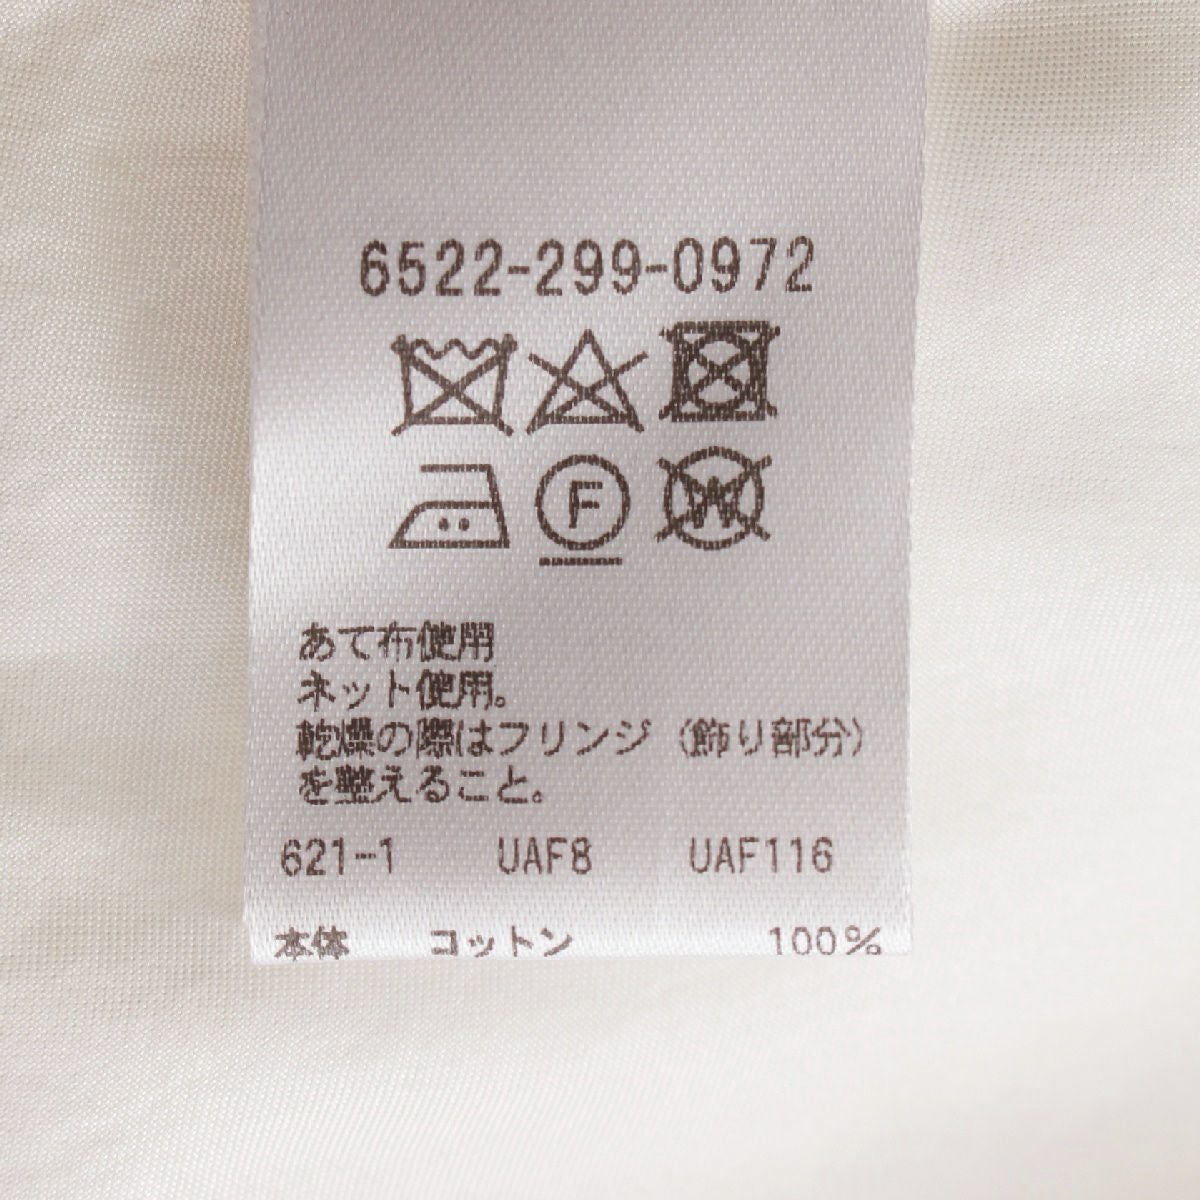 6522-299-0972
F W
あて布使用
ネット使用。
乾燥の際はフリンジ（飾り部分）
を整えること。
621-1 UAF8 UAF116
本体 コットン 100%